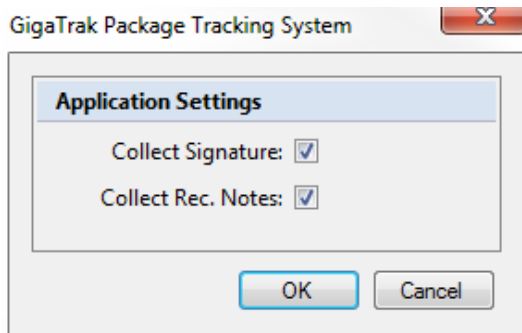 GigaTrak Package Tracking System
Application Settings
Collect Signature:
Collect Rec. Notes:
OK Cancel